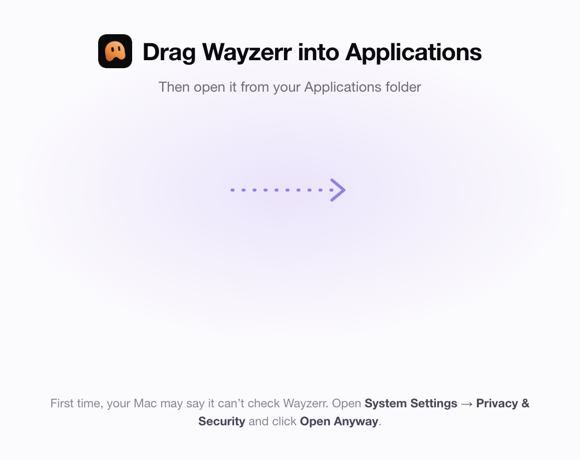 Drag Wayzerr into Applications
Then open it from your Applications folder
First time, your Mac may say it can’t check Wayzerr. Open System Settings → Privacy &
Security and click Open Anyway.